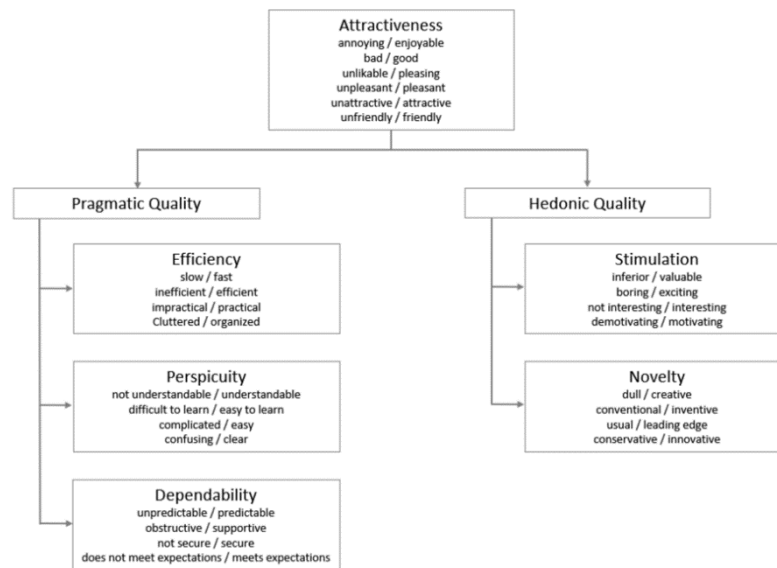 Attractiveness
annoying / enjoyable
bad / good
unlikable / pleasing
unpleasant / pleasant
unattractive / attractive
unfriendly / friendly
Pragmatic Quality
Hedonic Quality
Efficiency
slow / fast
inefficient / efficient
impractical / practical
Cluttered / organized
Stimulation
inferior / valuable
boring / exciting
not interesting / interesting
demotivating / motivating
Perspicuity
not understandable / understandable
difficult to learn / easy to learn
complicated / easy
confusing / clear
Novelty
dull / creative
conventional / inventive
usual / leading edge
conservative / innovative
Dependability
unpredictable / predictable
obstructive / supportive
not secure / secure
does not meet expectations / meets expectations